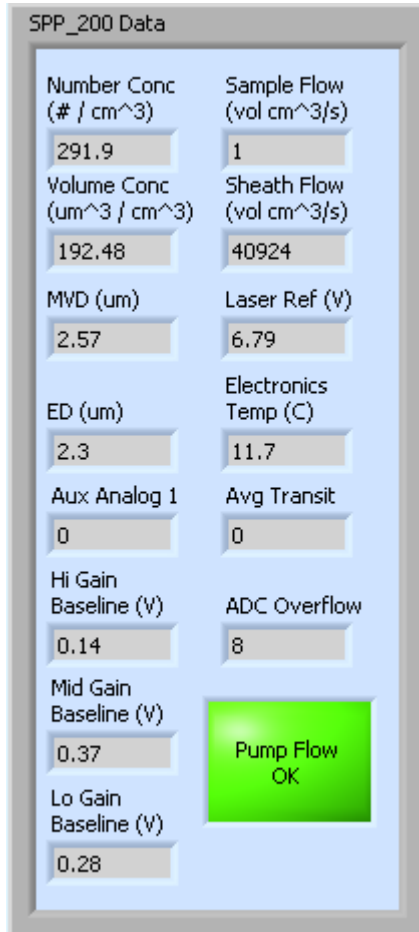 SPP_200 Data
Number Conc
(# / cm^3)
291.9
Volume Conc
(um^3 / cm^3)
192.48
MVD (um)
2.57
ED (um)
2.3
Aux Analog 1
0
Hi Gain
Baseline (V)
0.14
Mid Gain
Baseline (V)
0.37
Lo Gain
Baseline (V)
0.28
Sample Flow
(vol cm^3/s)
1
Sheath Flow
(vol cm^3/s)
40924
Laser Ref (V)
6.79
Electronics
Temp (C)
11.7
Avg Transit
0
ADC Overflow
8
Pump Flow
OK